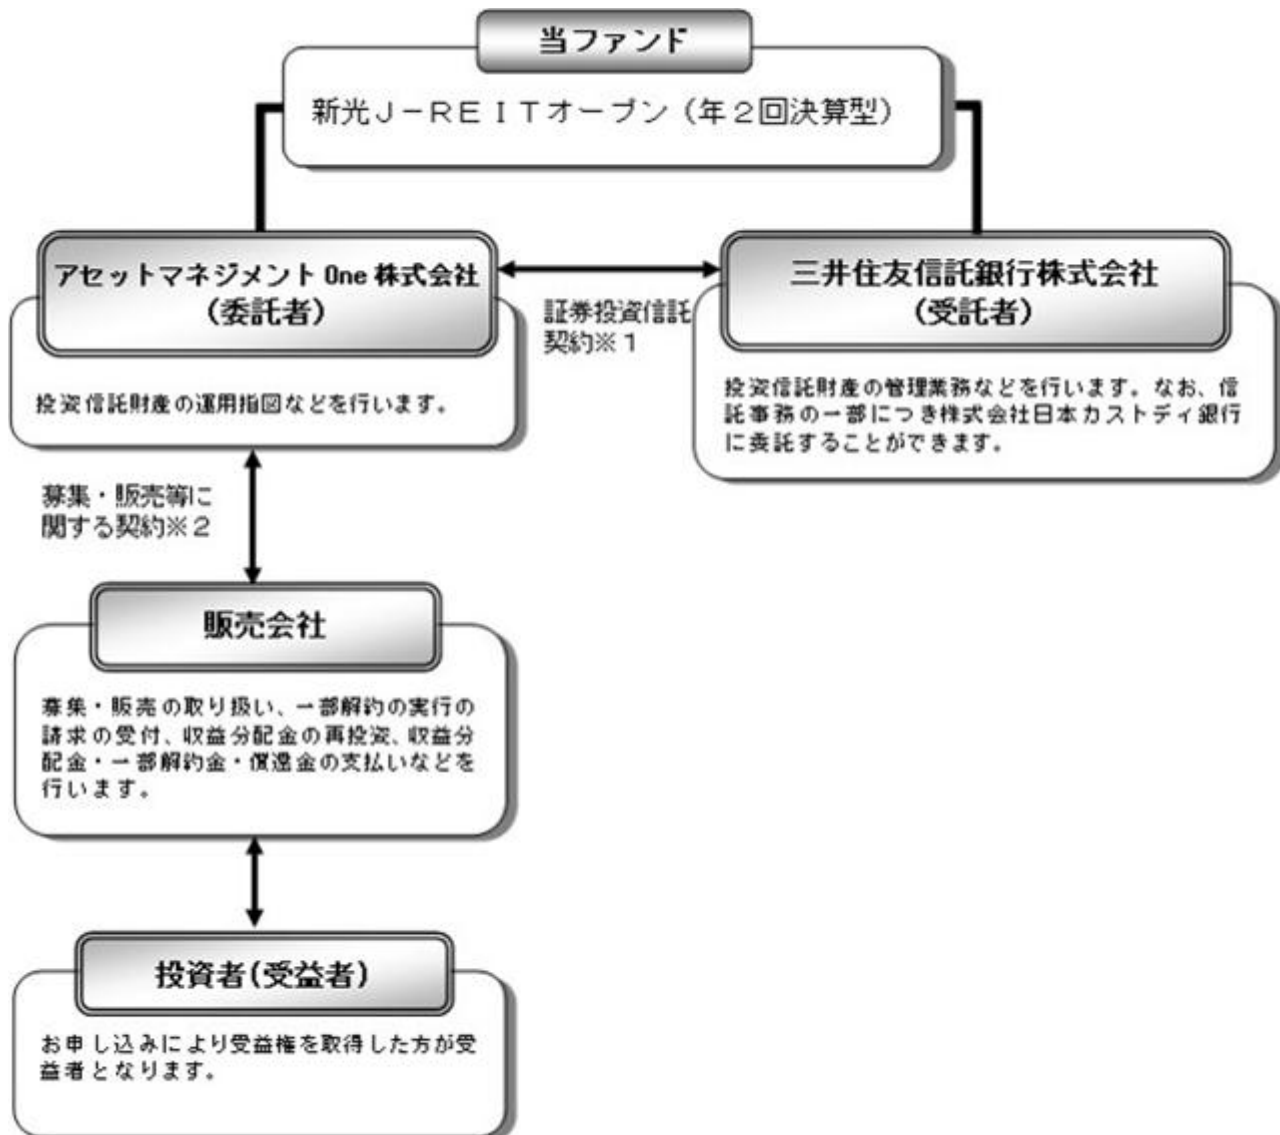 当ファンド
新光J-REITオープン（年２回決算型）
アセットマネジメント One 株式会社
（委託者）
投資信託財産の運用指図などを行います。
証券投資信託
契約※１
三井住友信託銀行株式会社
（受託者）
投資信託財産の管理業務などを行います。なお、信
託事務の一部につき株式会社日本カストディ銀行
に委託することができます。
募集・販売等に
関する契約※２
販売会社
募集・販売の取り扱い、一部解約の実行の
請求の受付、収益分配金の再投資、収益分
配金・一部解約金・償還金の支払いなどを
行います。
投資者(受益者)
お申し込みにより受益権を取得した方が受
益者となります。